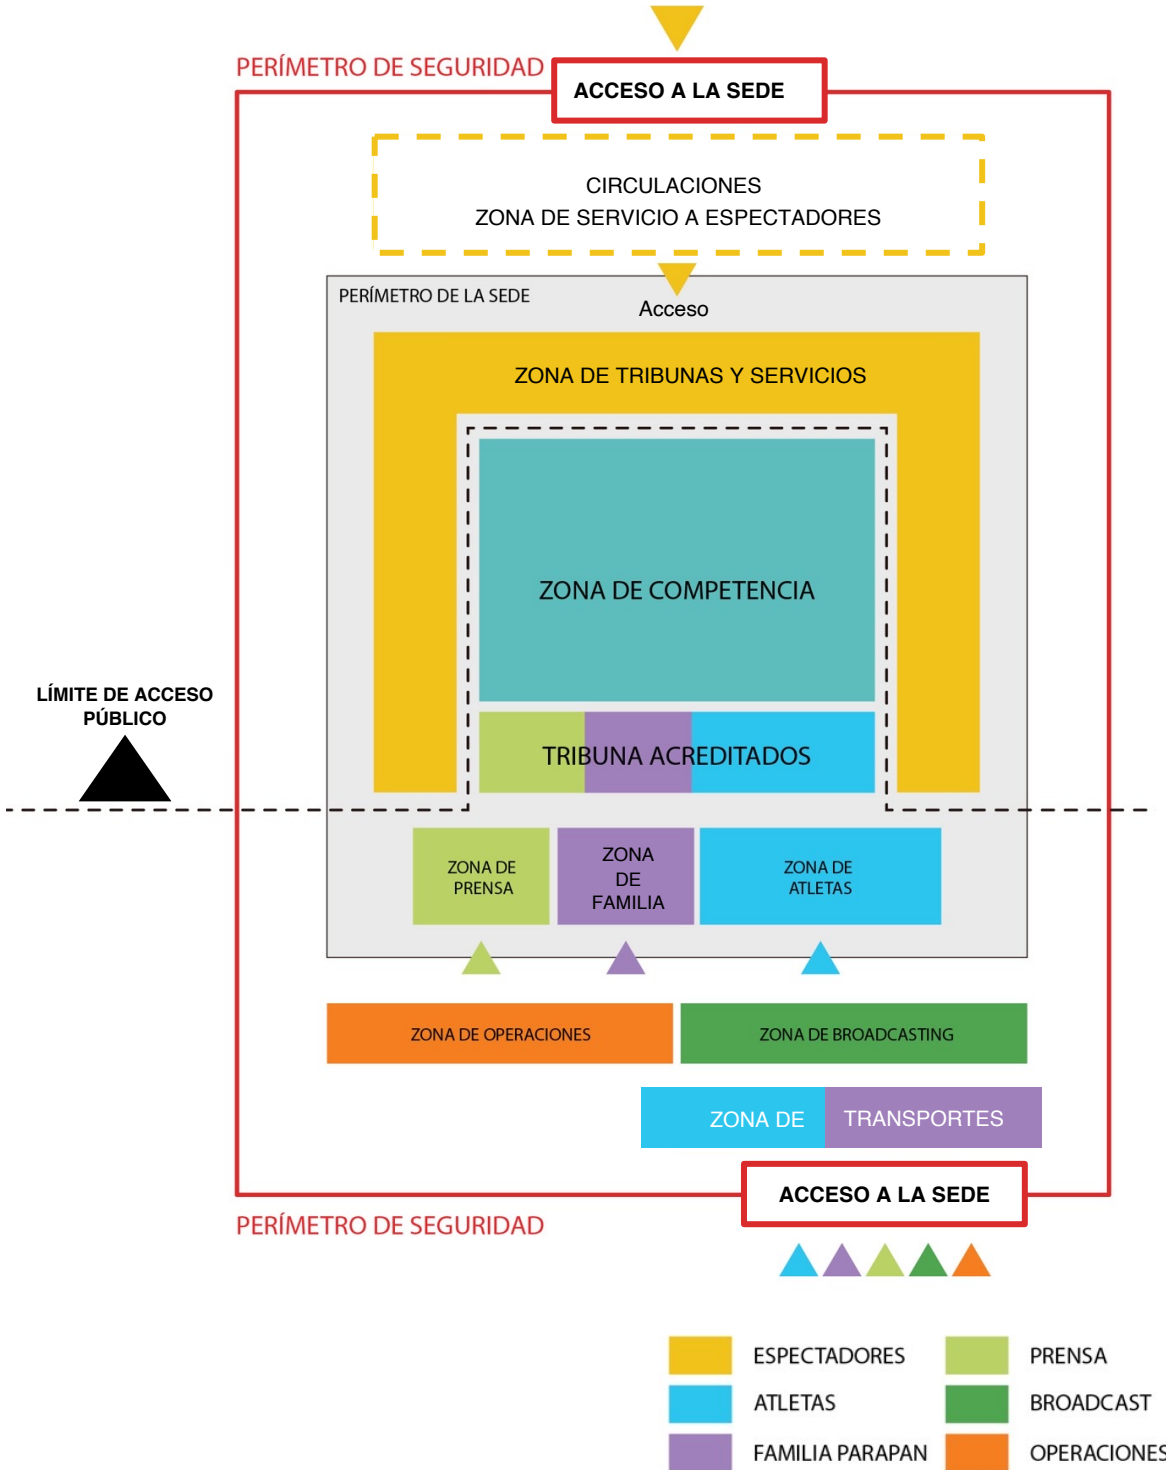 PERÍMETRO DE SEGURIDAD
ACCESO A LA SEDE
CIRCULACIONES
ZONA DE SERVICIO A ESPECTADORES
PERÍMETRO DE LA SEDE
Acceso
ZONA DE TRIBUNAS Y SERVICIOS
ZONA DE COMPETENCIA
LÍMITE DE ACCESO
PÚBLICO
TRIBUNA ACREDITADOS
ZONA DE
PRENSA
ZONA
DE
FAMILIA
ZONA DE
ATLETAS
ZONA DE OPERACIONES
ZONA DE BROADCASTING
ZONA DE TRANSPORTES
ACCESO A LA SEDE
PERÍMETRO DE SEGURIDAD
ESPECTADORES
PRENSA
ATLETAS
BROADCAST
FAMILIA PARAPAN
OPERACIONES